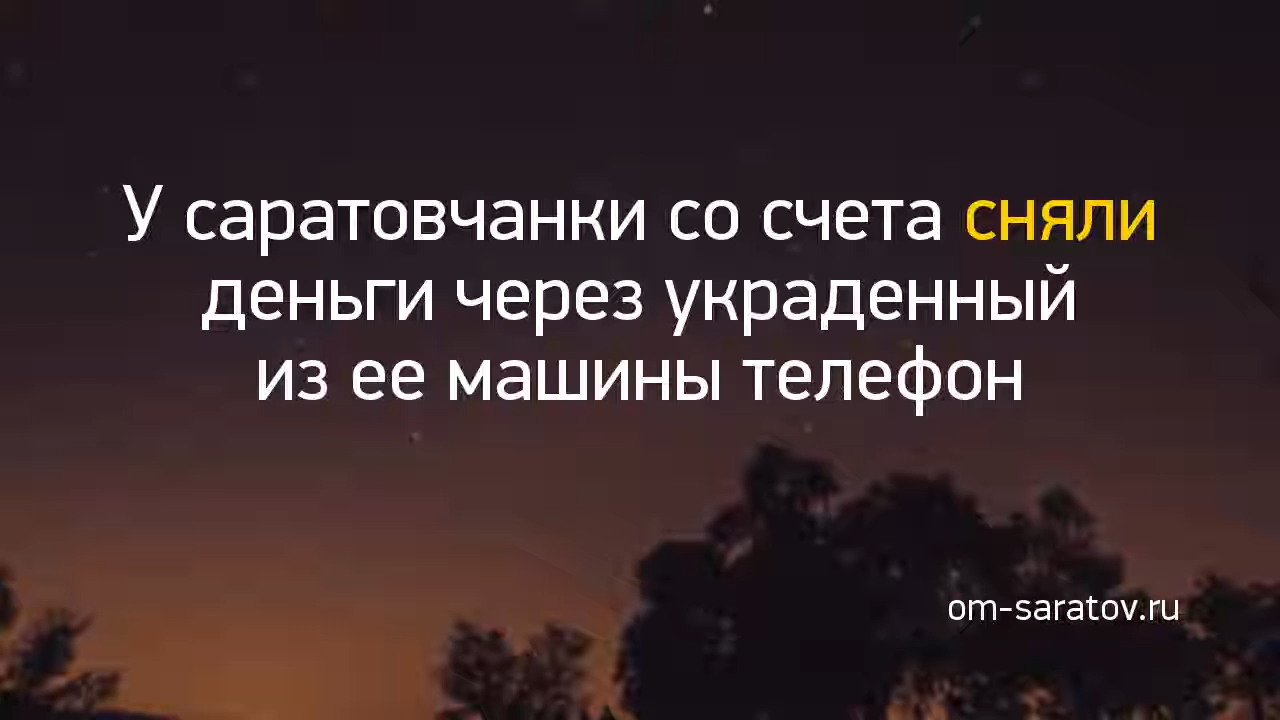 У саратовчанки со счета сняли
деньги через украденный
из ее машины телефон
om-saratov.ru